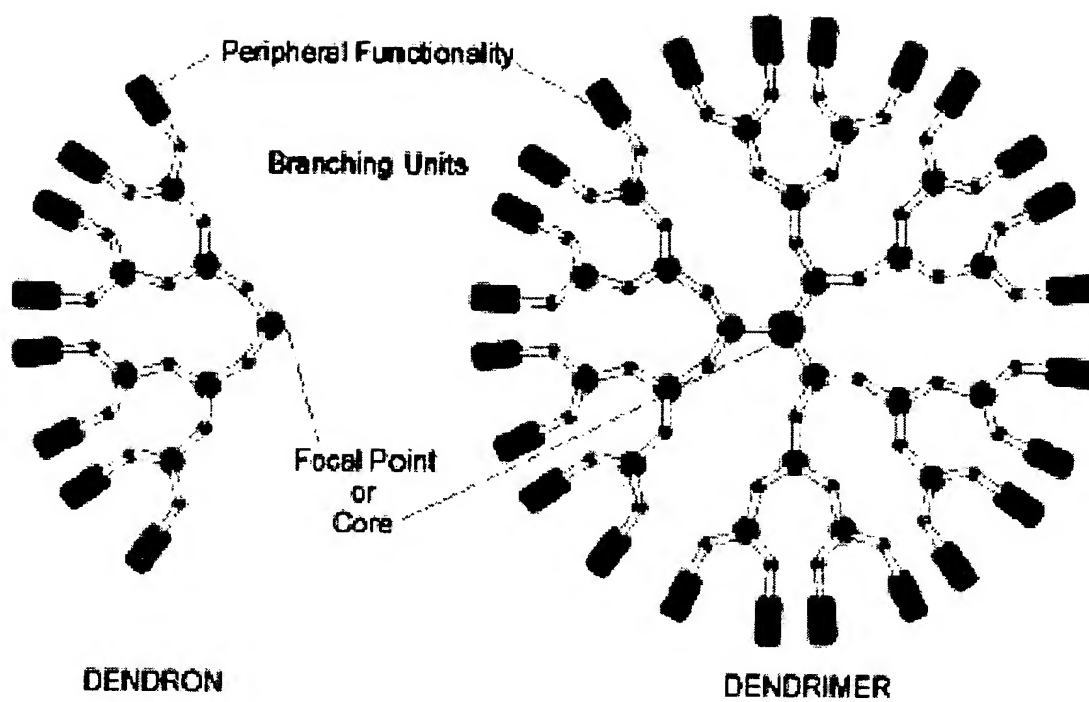 Peripheral Functionality
Branching Units
Focal Point
or
Core
DENDRON
DENDRIMER